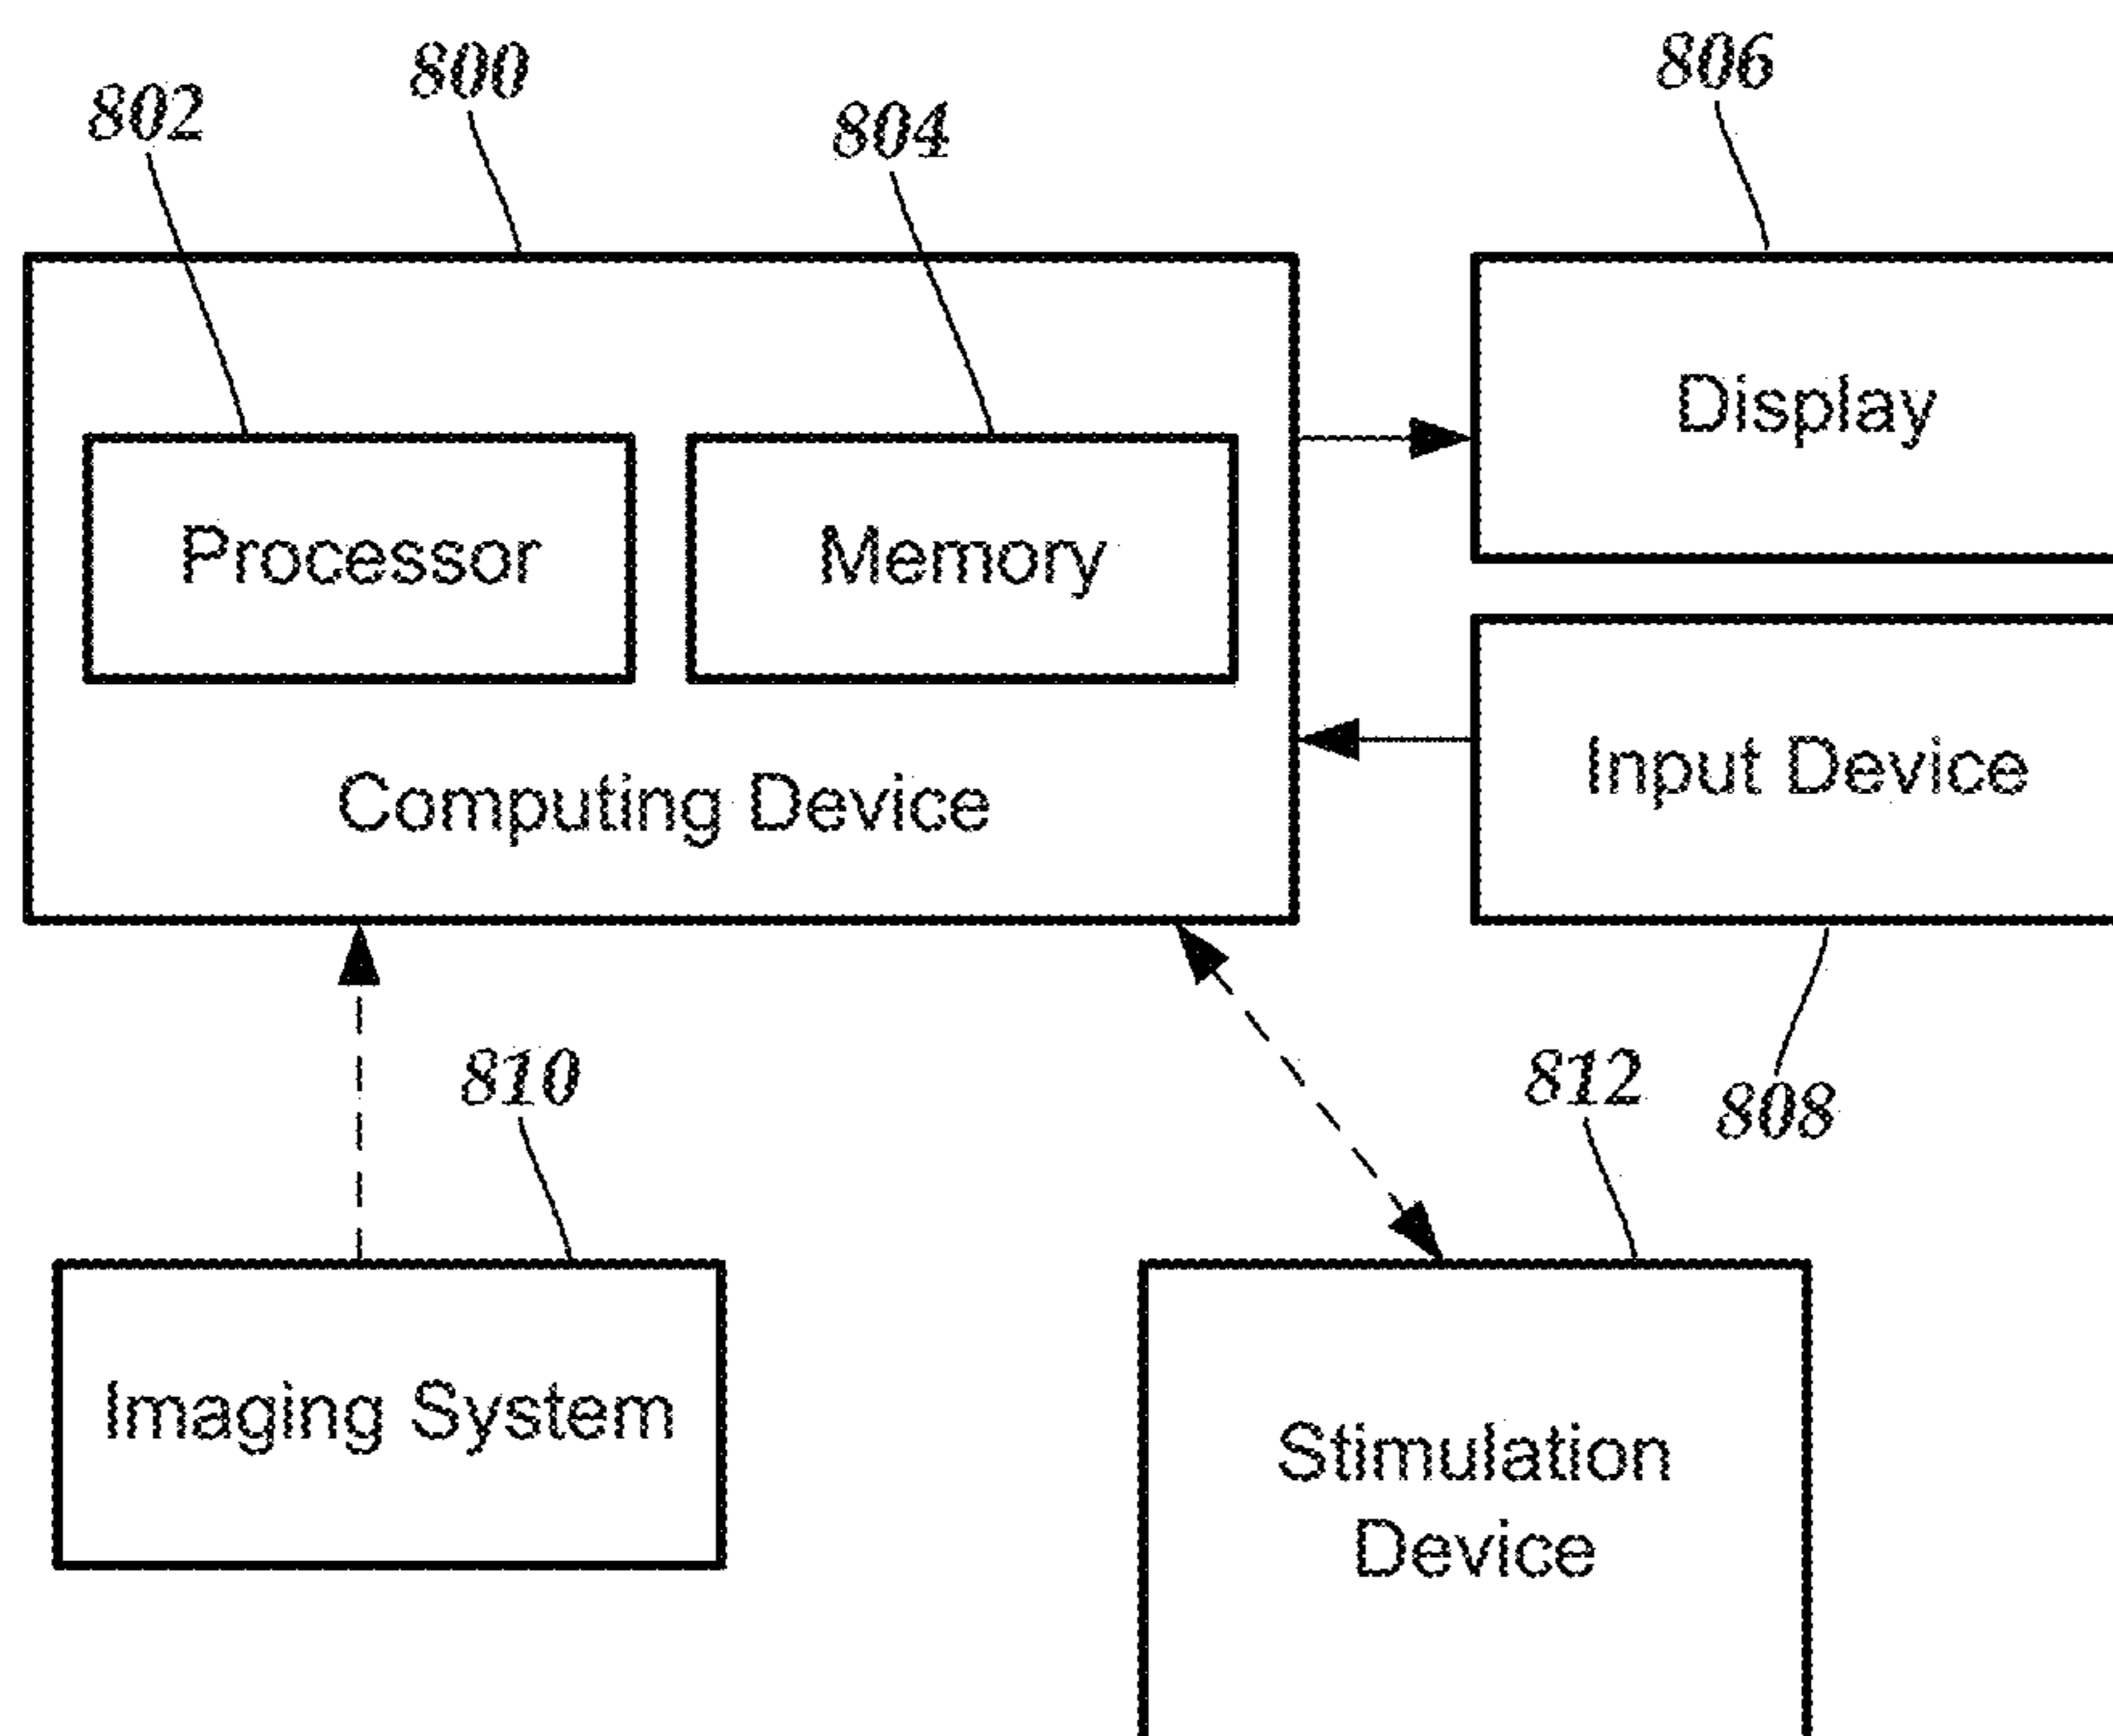 800
806
802
804
Display
Processor
Memory
Input Device
Computing Device
810
812
808
Imaging System
Stimulation
Device